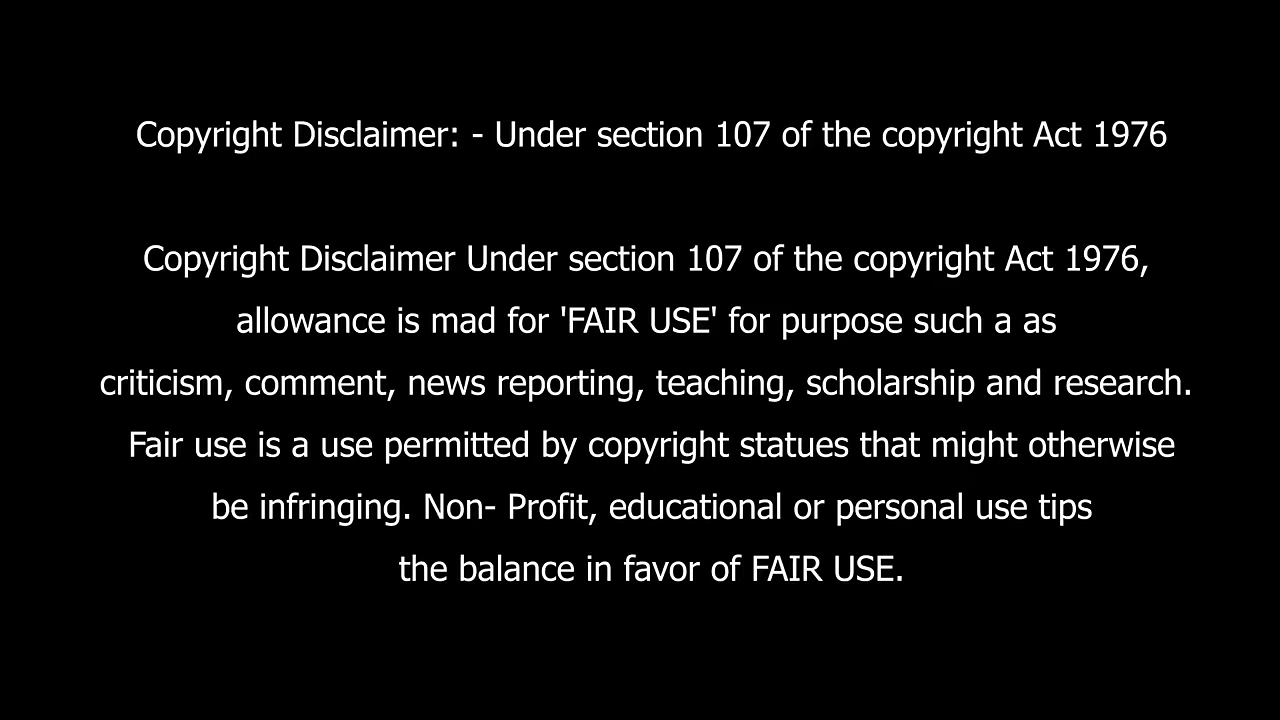 Copyright Disclaimer: - Under section 107 of the copyright Act 1976
Copyright Disclaimer Under section 107 of the copyright Act 1976,
allowance is mad for 'FAIR USE' for purpose such a as
criticism, comment, news reporting, teaching, scholarship and research.
Fair use is a use permitted by copyright statues that might otherwise
be infringing. Non- Profit, educational or personal use tips
the balance in favor of FAIR USE.